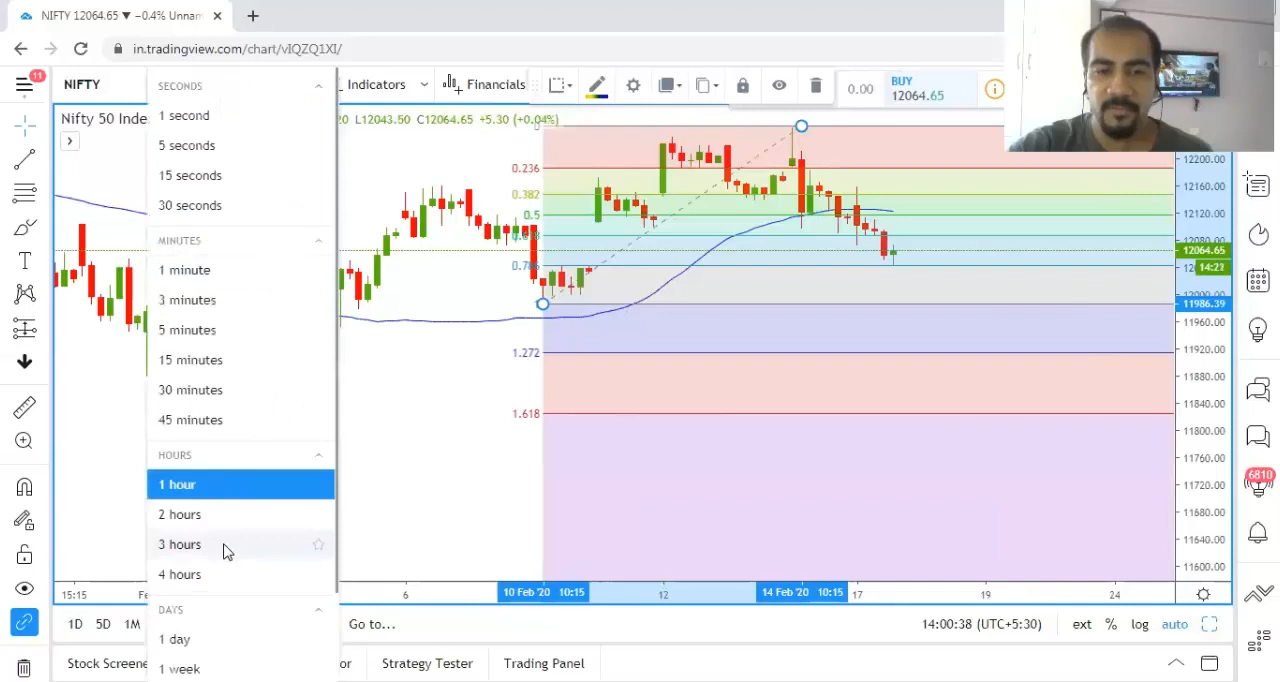 NIFTY 12064.65 ▼ −0.4% Unnam
in.tradingview.com/chart/vIQZQ1XI/
11
NIFTY
Indicators
Financials
0.00
BUY
12064.65
Nifty 50 Inde
20 L12043.50 C12064.65 +5.30 (+0.04%)
SECONDS
1 second
5 seconds
15 seconds
30 seconds
MINUTES
1 minute
3 minutes
5 minutes
15 minutes
30 minutes
45 minutes
HOURS
1 hour
2 hours
3 hours
4 hours
DAYS
1 day
1 week
0
0.236
0.382
0.5
1.272
1.618
12200.00
12160.00
12120.00
12064.65
14:22
11986.39
11960.00
11920.00
11880.00
11840.00
11800.00
11760.00
11720.00
11680.00
11640.00
11600.00
6810
15:15
6
10 Feb '20 10:15
12
14 Feb '20 10:15
17
19
24
1D 5D 1M
Go to...
14:00:38 (UTC+5:30)
ext % log auto
Stock Screene
or
Strategy Tester
Trading Panel